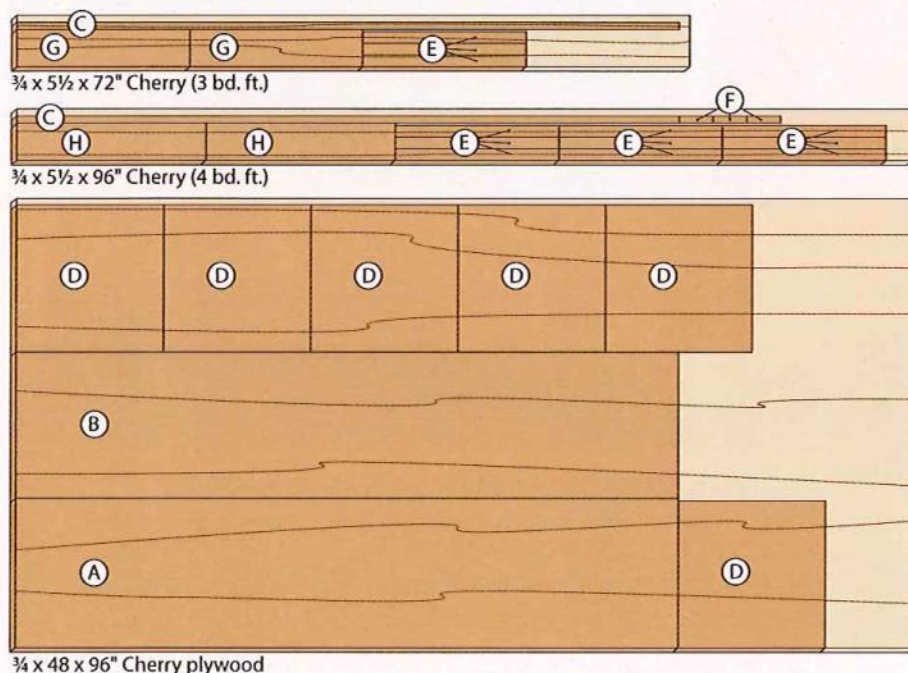 C
G G E
¾ x 5½ x 72" Cherry (3 bd. ft.)
C F
H H E E E
¾ x 5½ x 96" Cherry (4 bd. ft.)
D D D D D
B
A D
¾ x 48 x 96" Cherry plywood